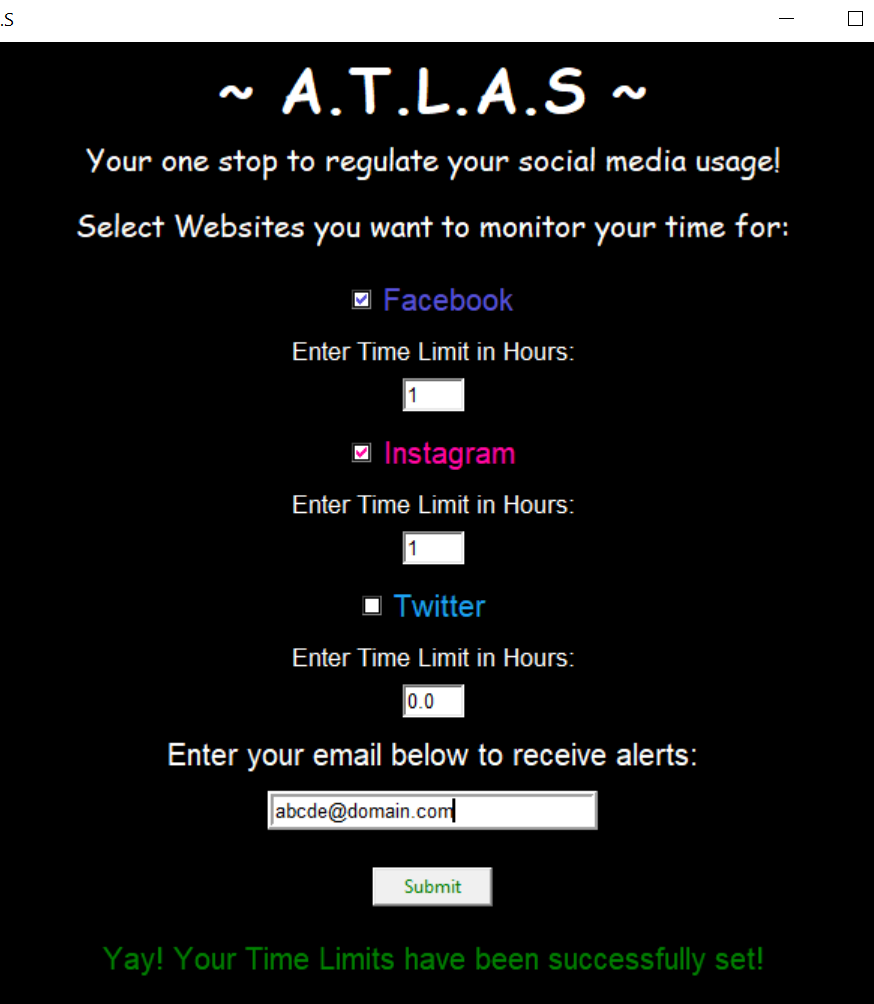 .S
~ A.T.L.A.S ~
Your one stop to regulate your social media usage!
Select Websites you want to monitor your time for:
Facebook
Enter Time Limit in Hours:
1
Instagram
Enter Time Limit in Hours:
1
Twitter
Enter Time Limit in Hours:
0.0
Enter your email below to receive alerts:
abcde@domain.com
Submit
Yay! Your Time Limits have been successfully set!